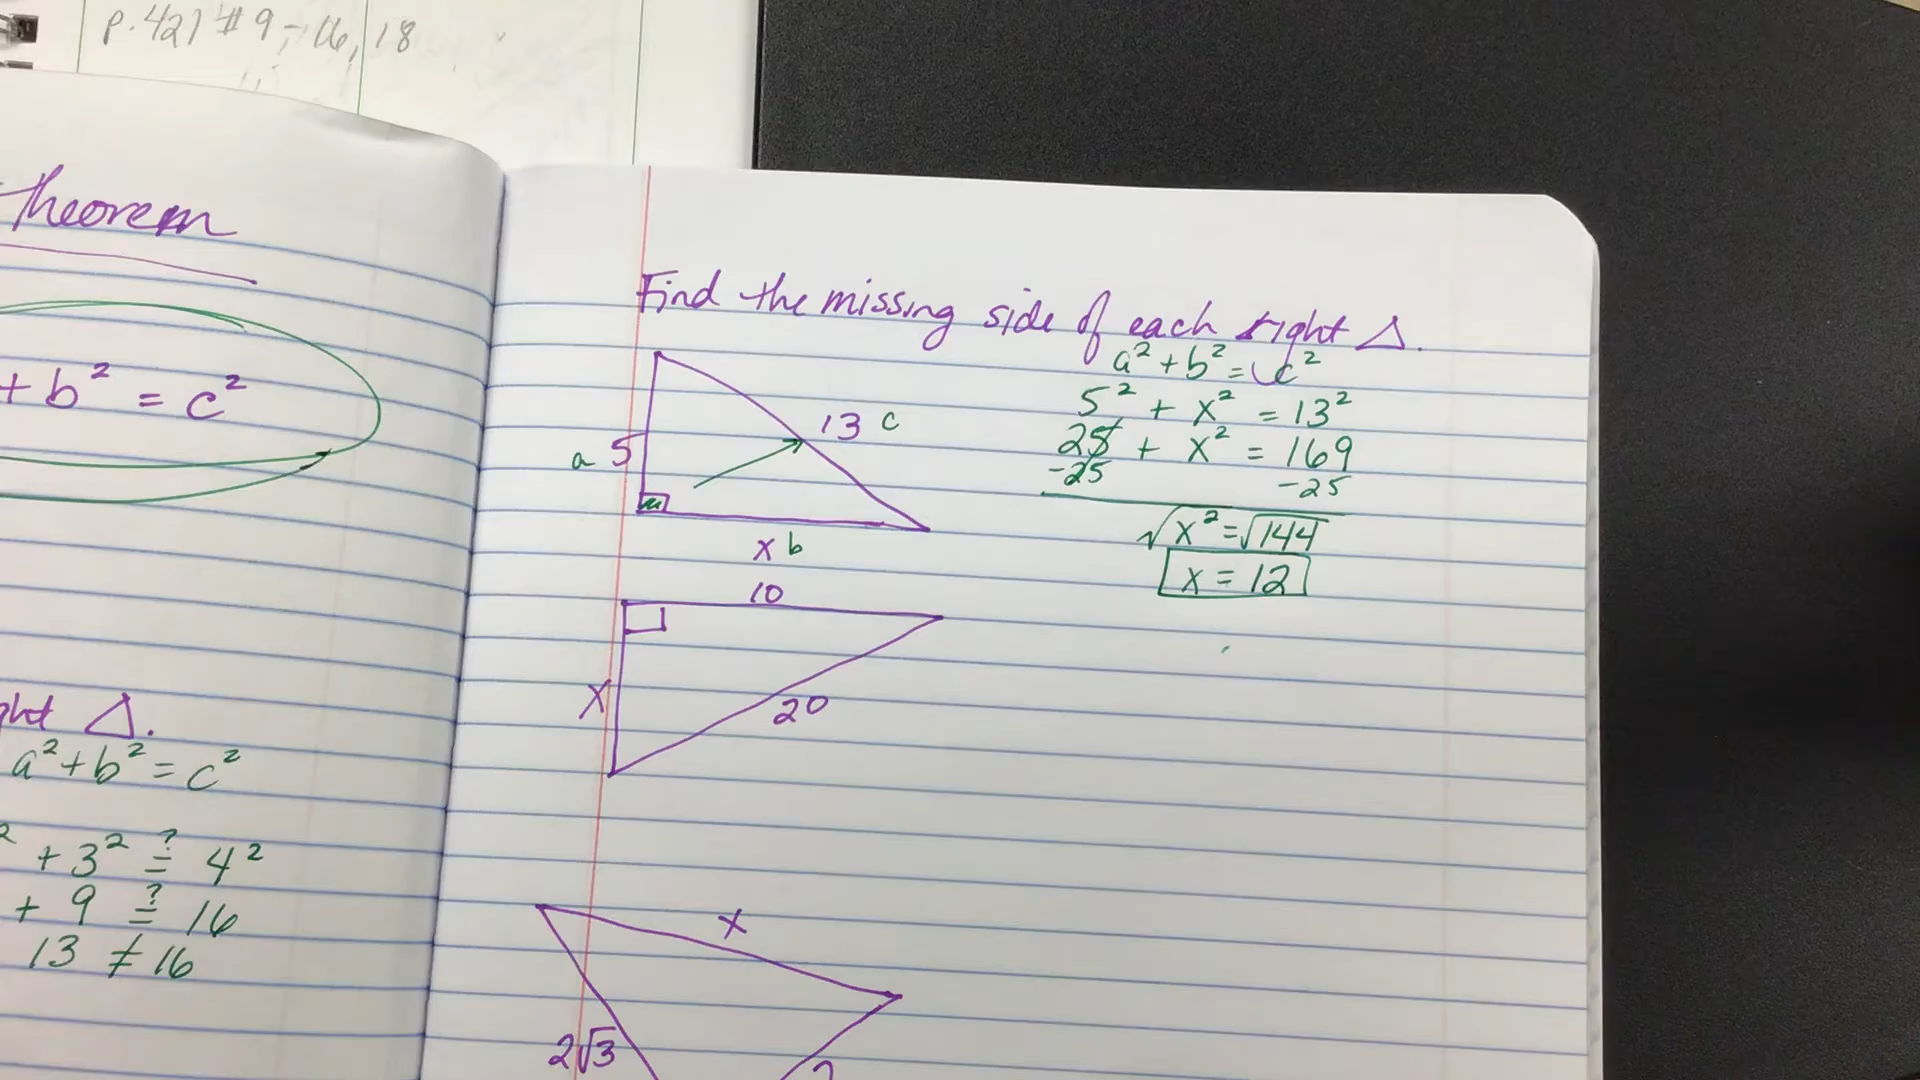 p.421 #9-16, 18
Theorem
+ b² = c²
ght △.
a² + b² = c²
² + 3² ≟ 4²
+ 9 ≟ 16
13 ≠ 16
Find the missing side of each right △.
a² + b² = c²
5² + x² = 13²
25 + x² = 169
-25 -25
√x² = √144
x = 12
13 c
a 5
x b
10
x
20
x
2√3